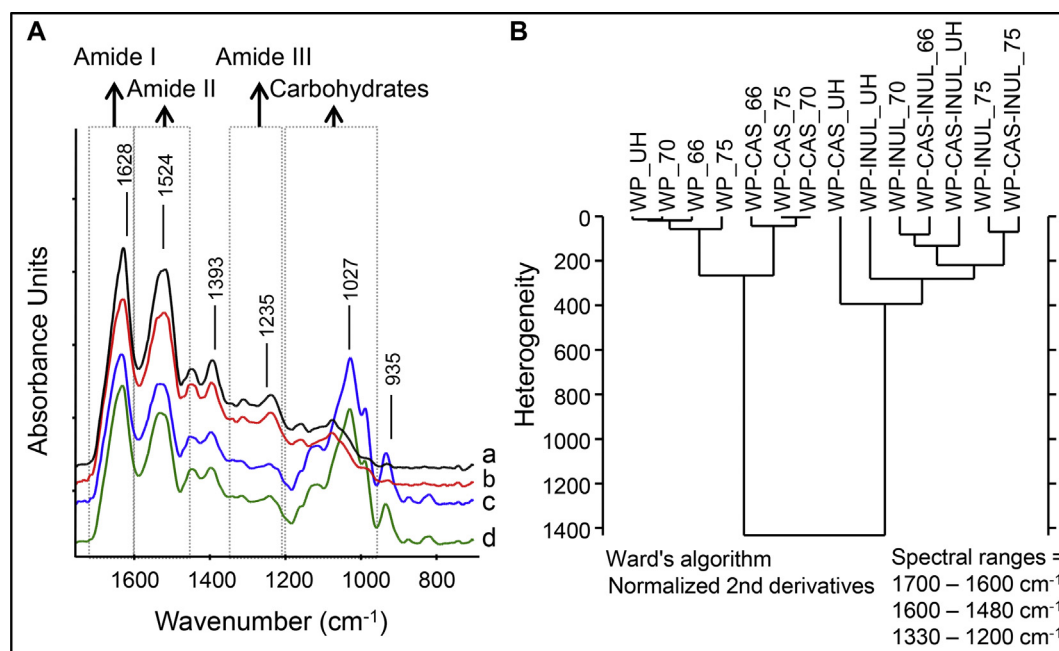 A
Amide I
Amide II
Amide III
Carbohydrates
1628
1524
1393
1235
1027
935
a
b
c
d
Absorbance Units
1600 1400 1200 1000 800
Wavenumber (cm-1)
B
WP_UH
WP_70
WP_66
WP_75
WP-CAS_66
WP-CAS_75
WP-CAS_70
WP-CAS_UH
WP-INUL_UH
WP-INUL_70
WP-CAS-INUL_66
WP-CAS-INUL_UH
WP-INUL_75
WP-CAS-INUL_75
Heterogeneity
0
200
400
600
800
1000
1200
1400
Ward's algorithm
Normalized 2nd derivatives
Spectral ranges =
1700 – 1600 cm-1
1600 – 1480 cm-1
1330 – 1200 cm-1